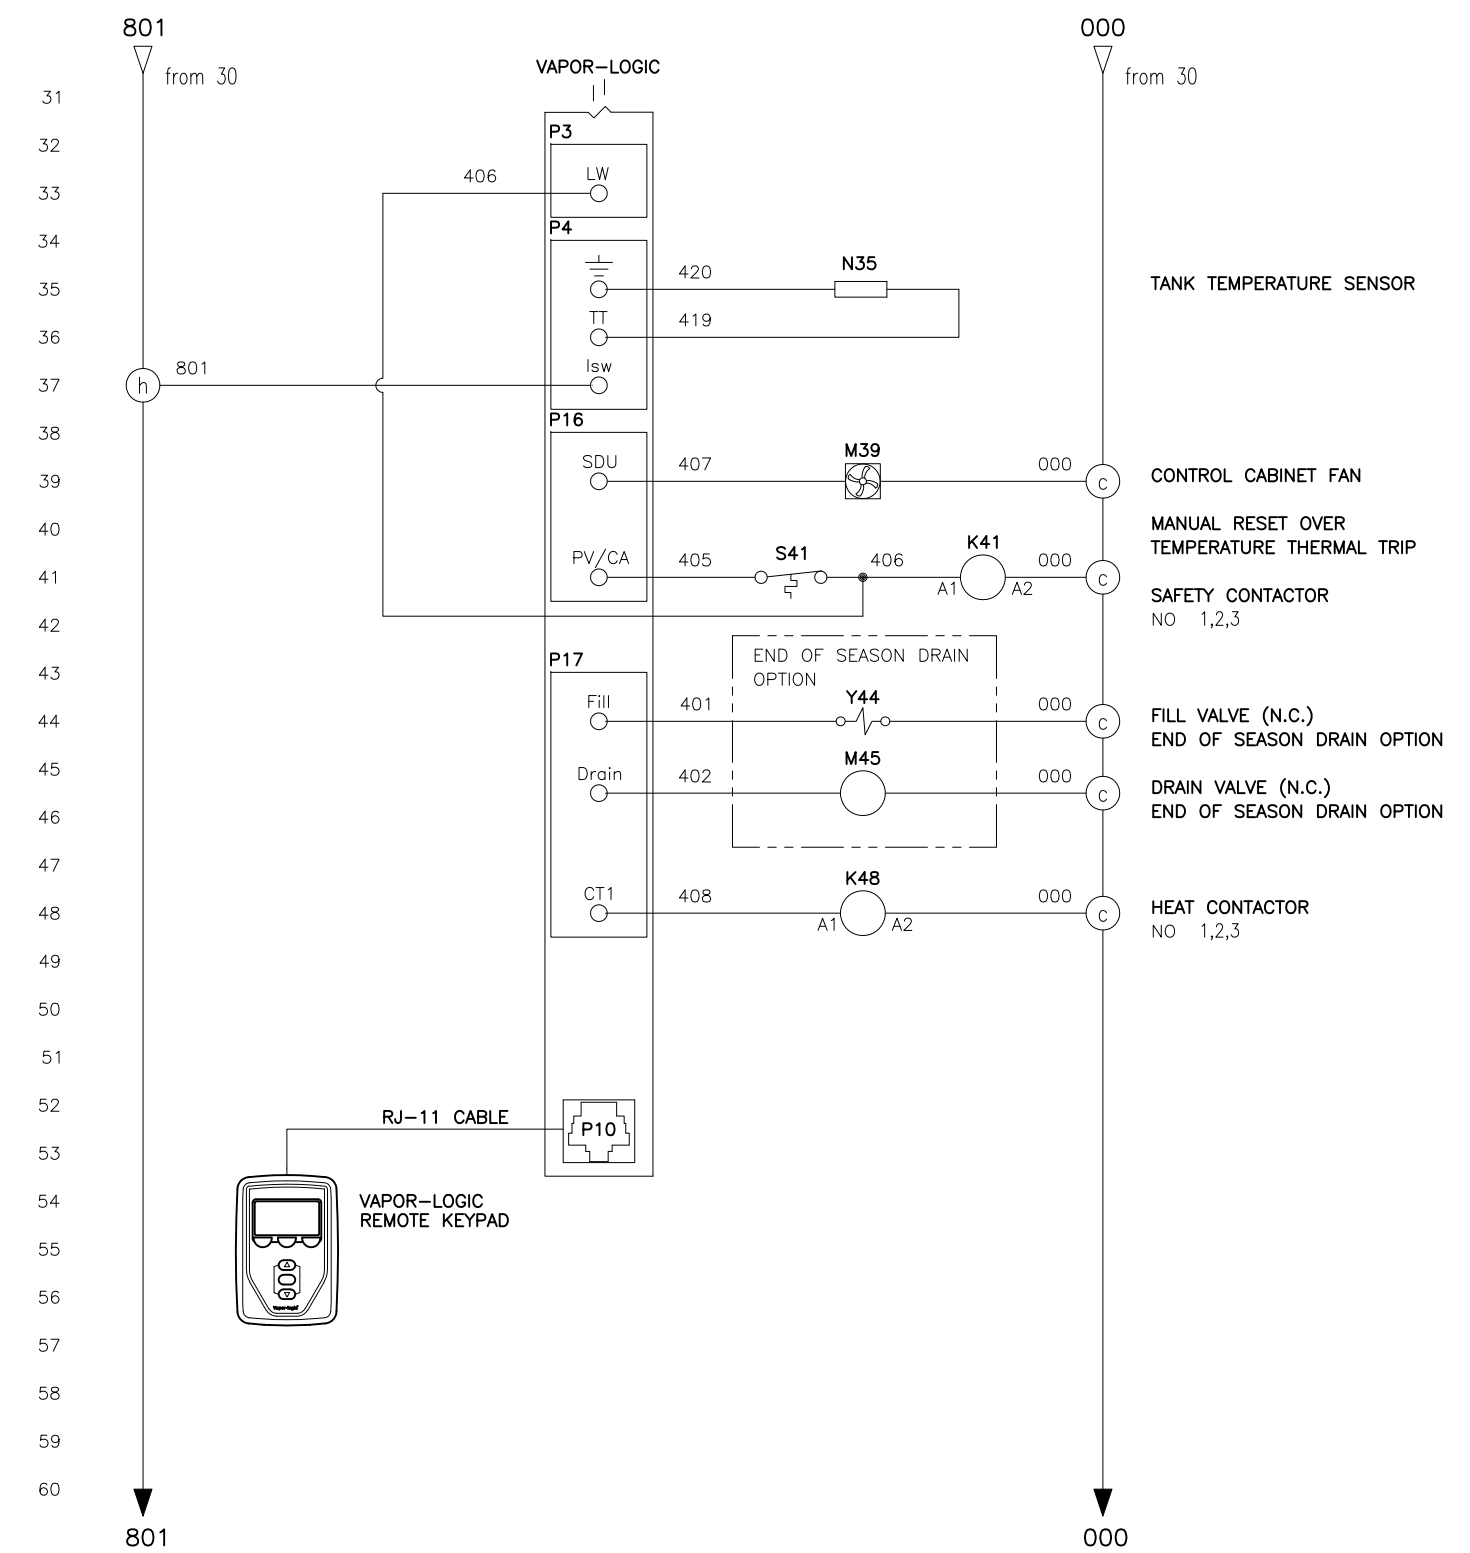 801
000
from 30
from 30
VAPOR-LOGIC
31
P3
32
LW
406
33
P4
34
420
N35
TANK TEMPERATURE SENSOR
35
TT
419
36
Isw
801
h
37
P16
38
SDU
407
M39
000
c
CONTROL CABINET FAN
39
MANUAL RESET OVER
TEMPERATURE THERMAL TRIP
40
PV/CA
405
S41
406
K41
000
A1
A2
c
41
SAFETY CONTACTOR
NO 1,2,3
42
END OF SEASON DRAIN
OPTION
P17
43
Fill
401
Y44
000
c
FILL VALVE (N.C.)
END OF SEASON DRAIN OPTION
44
45
Drain
402
M45
000
c
DRAIN VALVE (N.C.)
END OF SEASON DRAIN OPTION
46
47
CT1
408
K48
000
A1
A2
c
HEAT CONTACTOR
NO 1,2,3
48
49
50
51
52
RJ-11 CABLE
P10
53
54
VAPOR-LOGIC
REMOTE KEYPAD
55
56
Vapor-logic
57
58
59
60
801
000